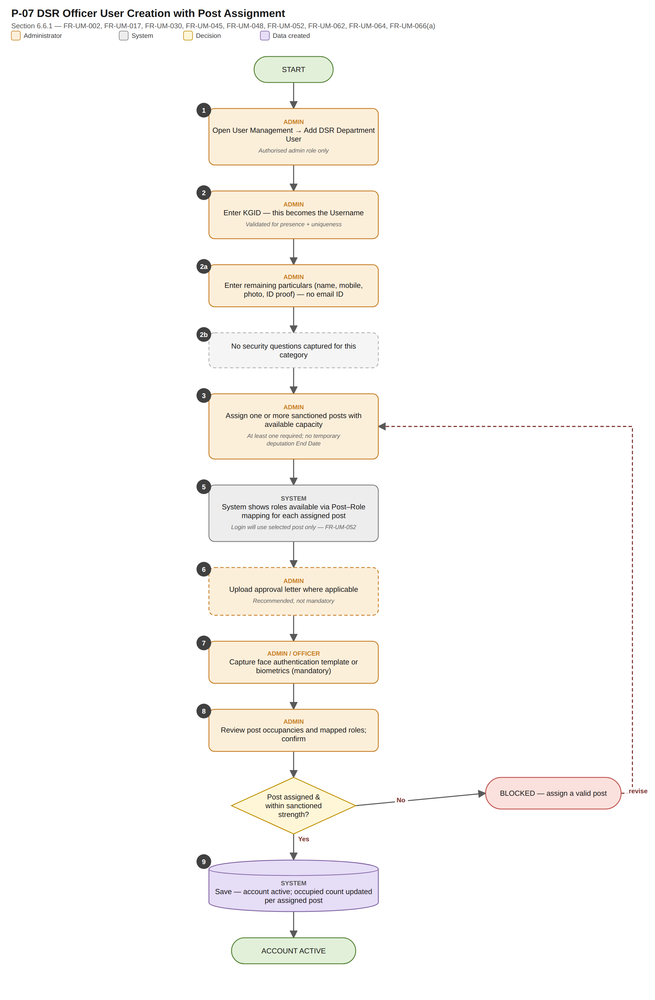 P-07 DSR Officer User Creation with Post Assignment
Section 6.6.1 — FR-UM-002, FR-UM-017, FR-UM-030, FR-UM-045, FR-UM-048, FR-UM-052, FR-UM-062, FR-UM-064, FR-UM-066(a)
Administrator
System
Decision
Data created
START
1
ADMIN
Open User Management → Add DSR Department
User
Authorised admin role only
2
ADMIN
Enter KGID — this becomes the Username
Validated for presence + uniqueness
2a
ADMIN
Enter remaining particulars (name, mobile,
photo, ID proof) — no email ID
2b
No security questions captured for this
category
3
ADMIN
Assign one or more sanctioned posts with
available capacity
At least one required; no temporary
deputation End Date
5
SYSTEM
System shows roles available via Post–Role
mapping for each assigned post
Login will use selected post only — FR-UM-052
6
ADMIN
Upload approval letter where applicable
Recommended, not mandatory
7
ADMIN / OFFICER
Capture face authentication template or
biometrics (mandatory)
8
ADMIN
Review post occupancies and mapped roles;
confirm
Post assigned &
within sanctioned
strength?
No
BLOCKED — assign a valid post
revise
Yes
9
SYSTEM
Save — account active; occupied count updated
per assigned post
ACCOUNT ACTIVE